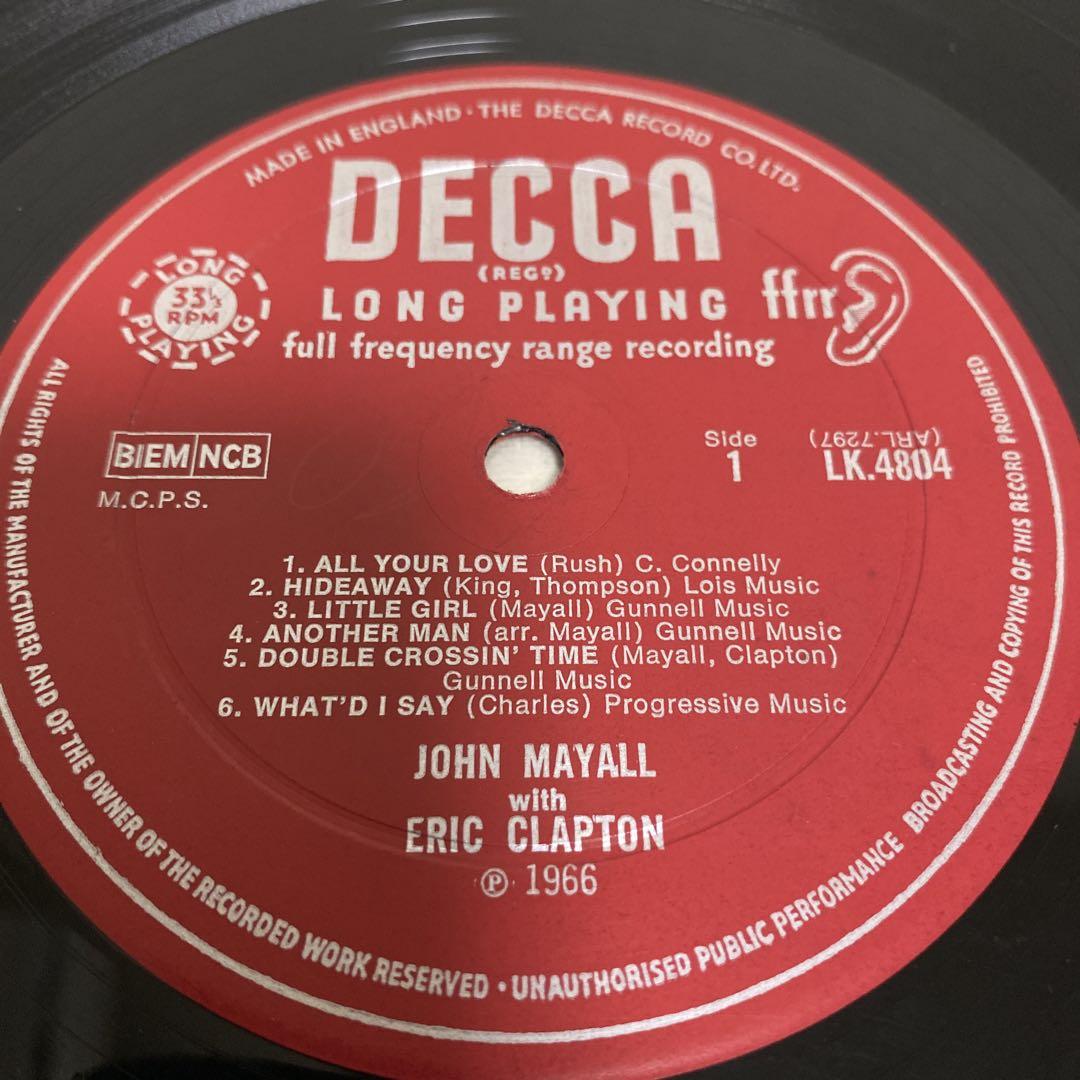 MADE IN ENGLAND · THE DECCA RECORD CO. LTD.
DECCA
(REGD)
LONG PLAYING
33⅓
RPM
LONG PLAYING
ffrr
full frequency range recording
BIEM NCB
M.C.P.S.
Side
1
(ARL.7297)
LK.4804
1. ALL YOUR LOVE (Rush) C. Connelly
2. HIDEAWAY (King, Thompson) Lois Music
3. LITTLE GIRL (Mayall) Gunnell Music
4. ANOTHER MAN (arr. Mayall) Gunnell Music
5. DOUBLE CROSSIN' TIME (Mayall, Clapton)
Gunnell Music
6. WHAT'D I SAY (Charles) Progressive Music
JOHN MAYALL
with
ERIC CLAPTON
℗ 1966
ALL RIGHTS OF THE MANUFACTURER AND OF THE OWNER OF THE RECORDED WORK RESERVED · UNAUTHORISED PUBLIC PERFORMANCE BROADCASTING AND COPYING OF THIS RECORD PROHIBITED